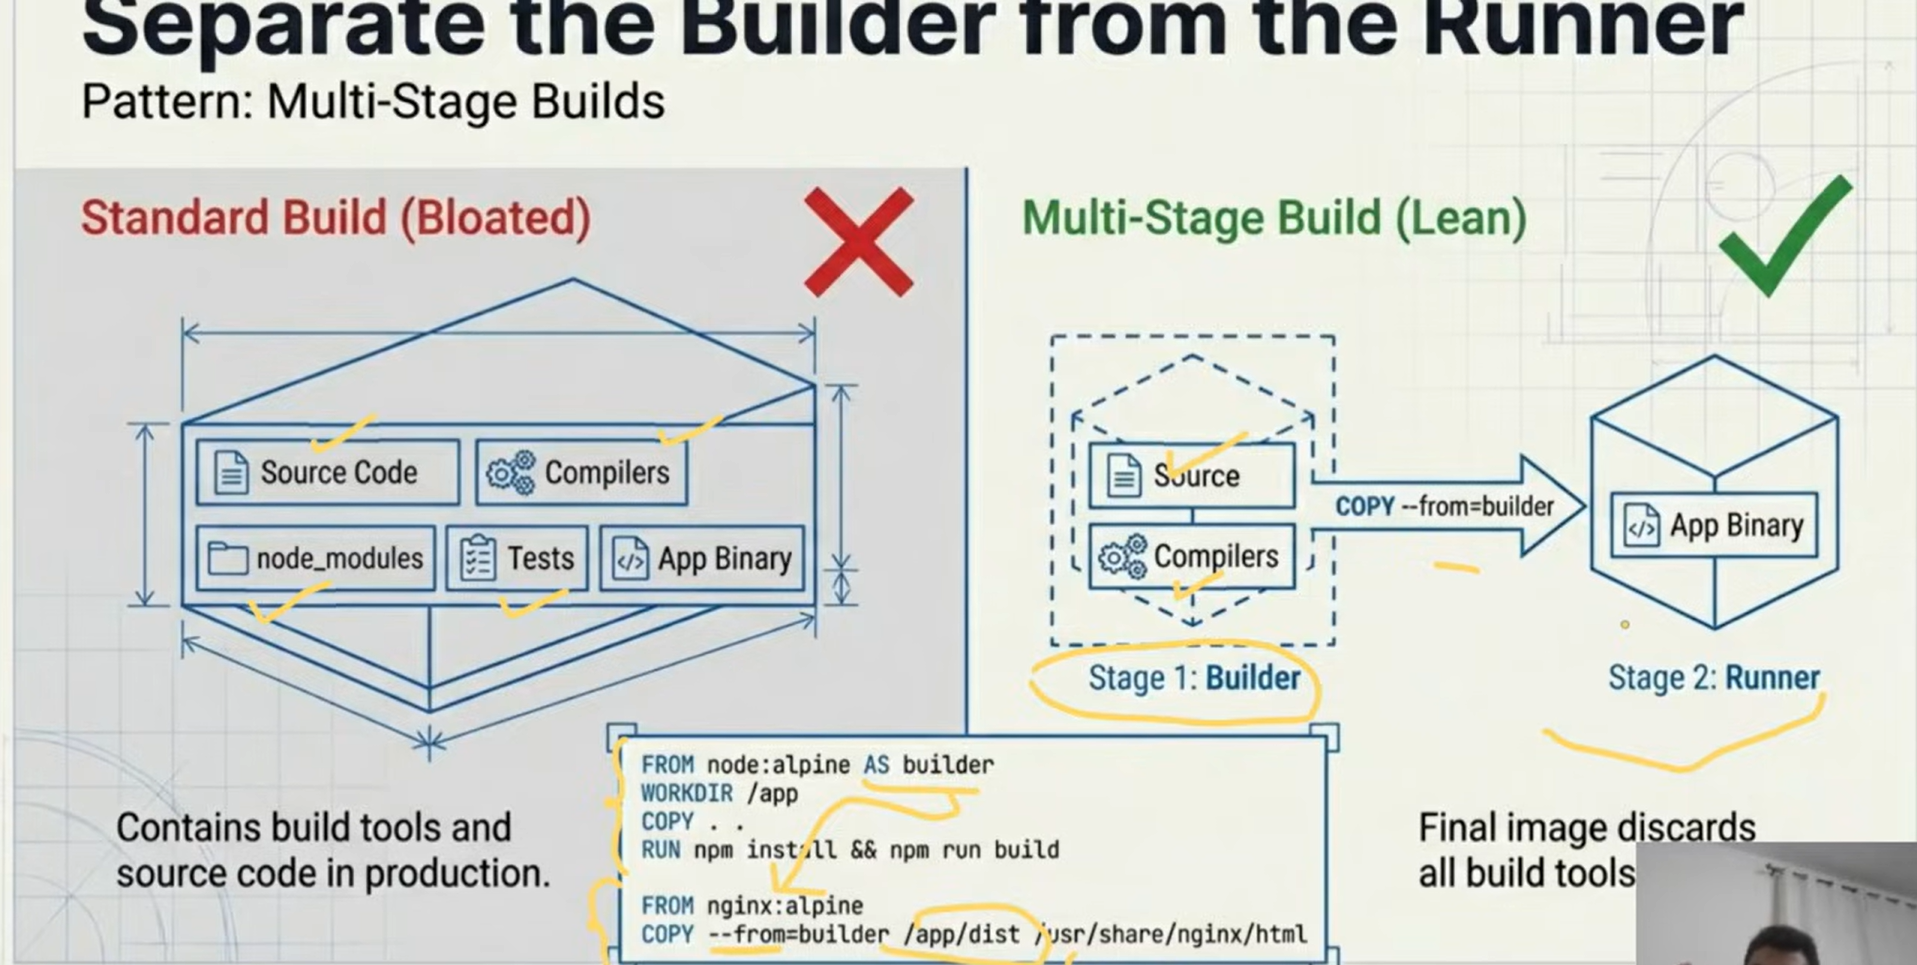 Separate the Builder from the Runner
Pattern: Multi-Stage Builds
Standard Build (Bloated)
Source Code
Compilers
node_modules
Tests
App Binary
Contains build tools and
source code in production.
Multi-Stage Build (Lean)
Source
Compilers
COPY --from=builder
App Binary
Stage 1: Builder
Stage 2: Runner
FROM node:alpine AS builder
WORKDIR /app
COPY . .
RUN npm install && npm run build
FROM nginx:alpine
COPY --from=builder /app/dist /usr/share/nginx/html
Final image discards
all build tools